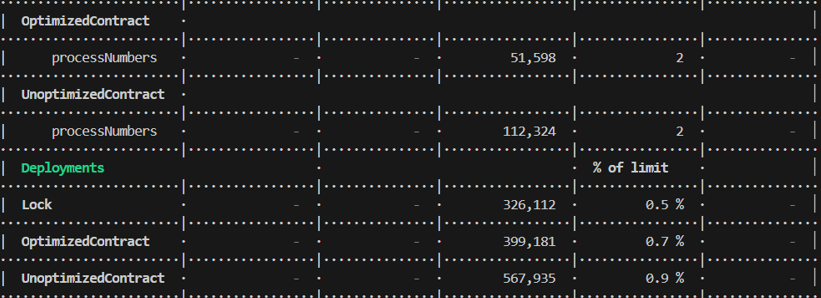 OptimizedContract
processNumbers - - 51,598 2 -
UnoptimizedContract
processNumbers - - 112,324 2 -
Deployments % of limit
Lock - - 326,112 0.5 % -
OptimizedContract - - 399,181 0.7 % -
UnoptimizedContract - - 567,935 0.9 % -